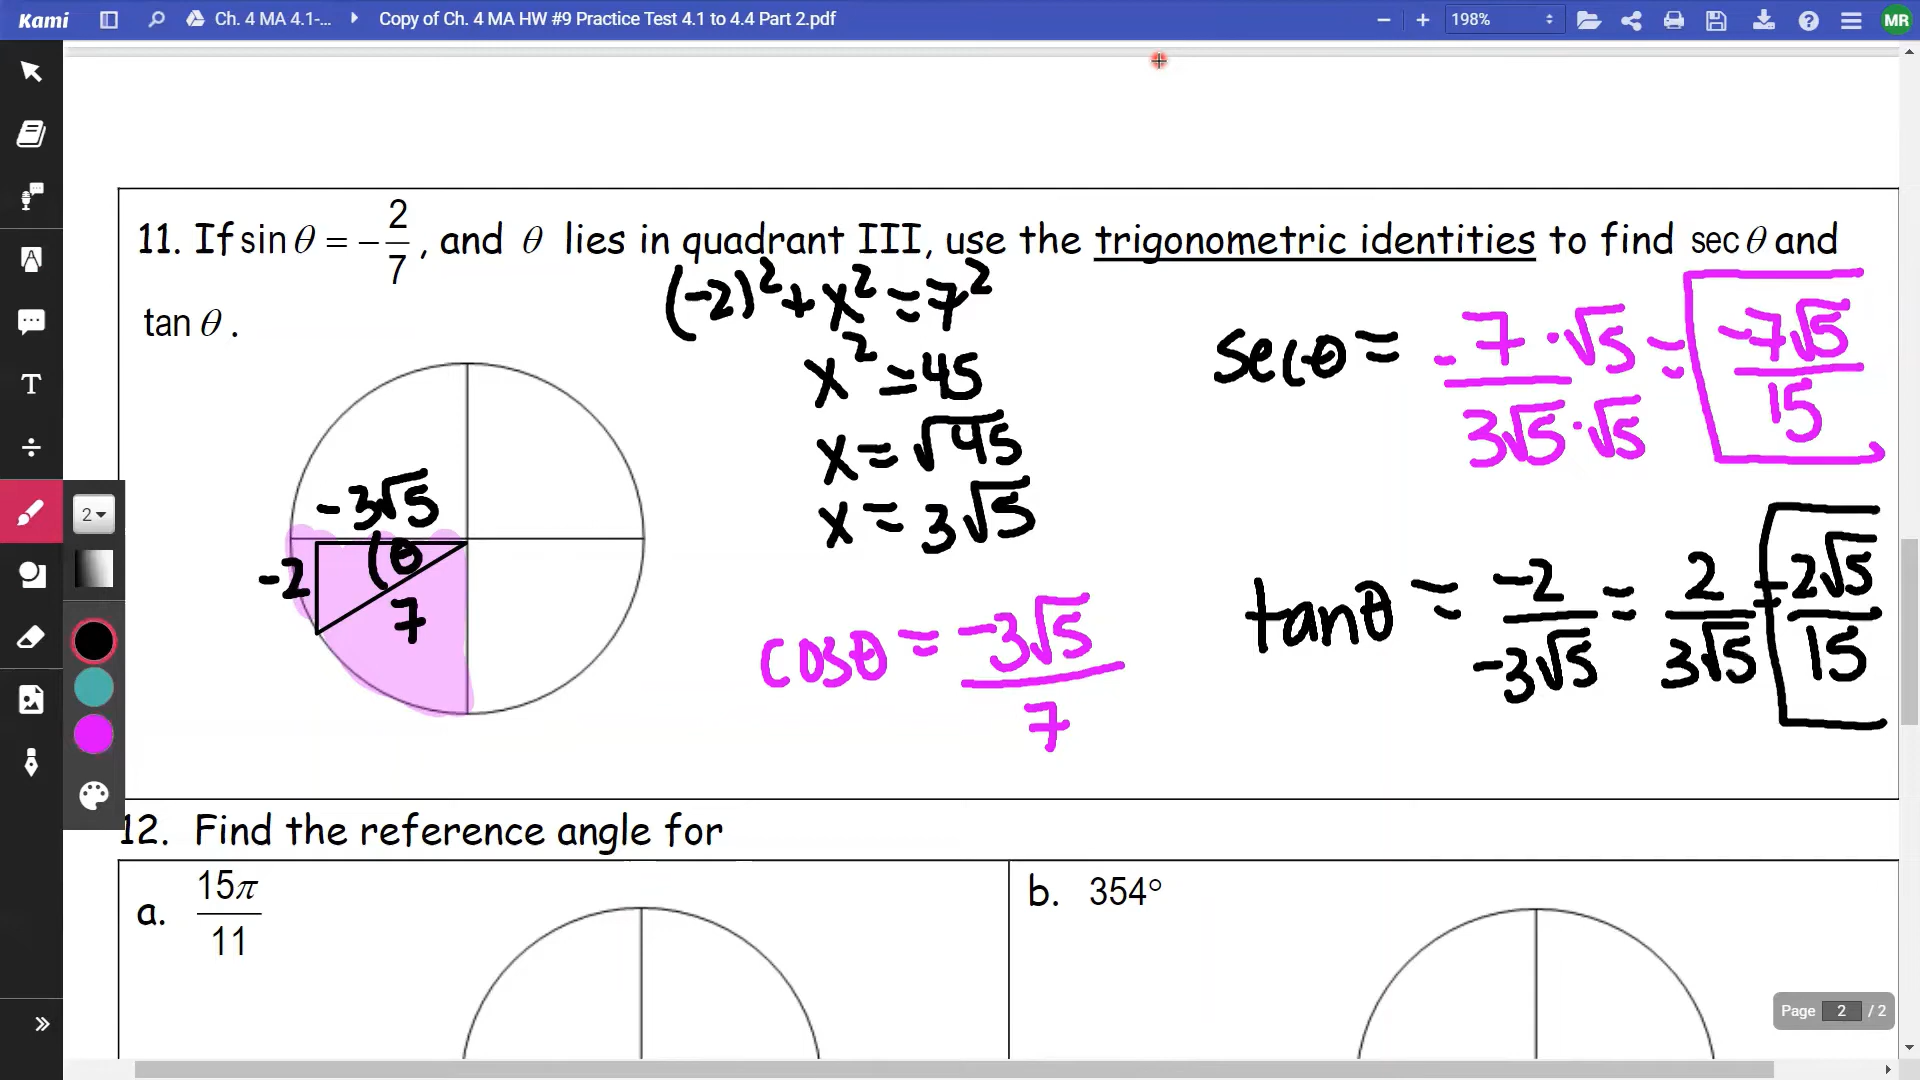 Kami Ch. 4 MA 4.1-... Copy of Ch. 4 MA HW #9 Practice Test 4.1 to 4.4 Part 2.pdf 198% MR
11. If sin θ = −2/7, and θ lies in quadrant III, use the trigonometric identities to find sec θ and
tan θ.
(-2)² + x² = 7²
x² = 45
x = √45
x = 3√5
-3√5
θ
-2
7
cosθ = -3√5/7
secθ = -7·√5/3√5·√5 = -7√5/15
tanθ = -2/-3√5 = 2/3√5 = 2√5/15
2
12. Find the reference angle for
a. 15π/11
b. 354°
Page 2 / 2